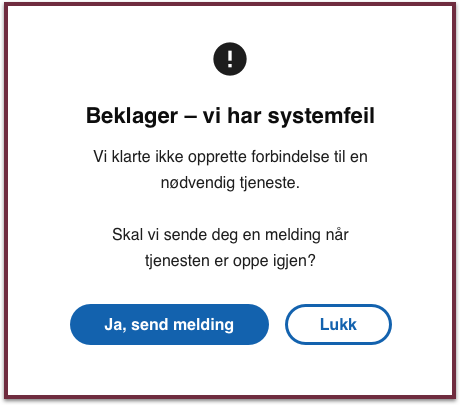 Beklager – vi har systemfeil
Vi klarte ikke opprette forbindelse til en
nødvendig tjeneste.
Skal vi sende deg en melding når
tjenesten er oppe igjen?
Ja, send melding
Lukk